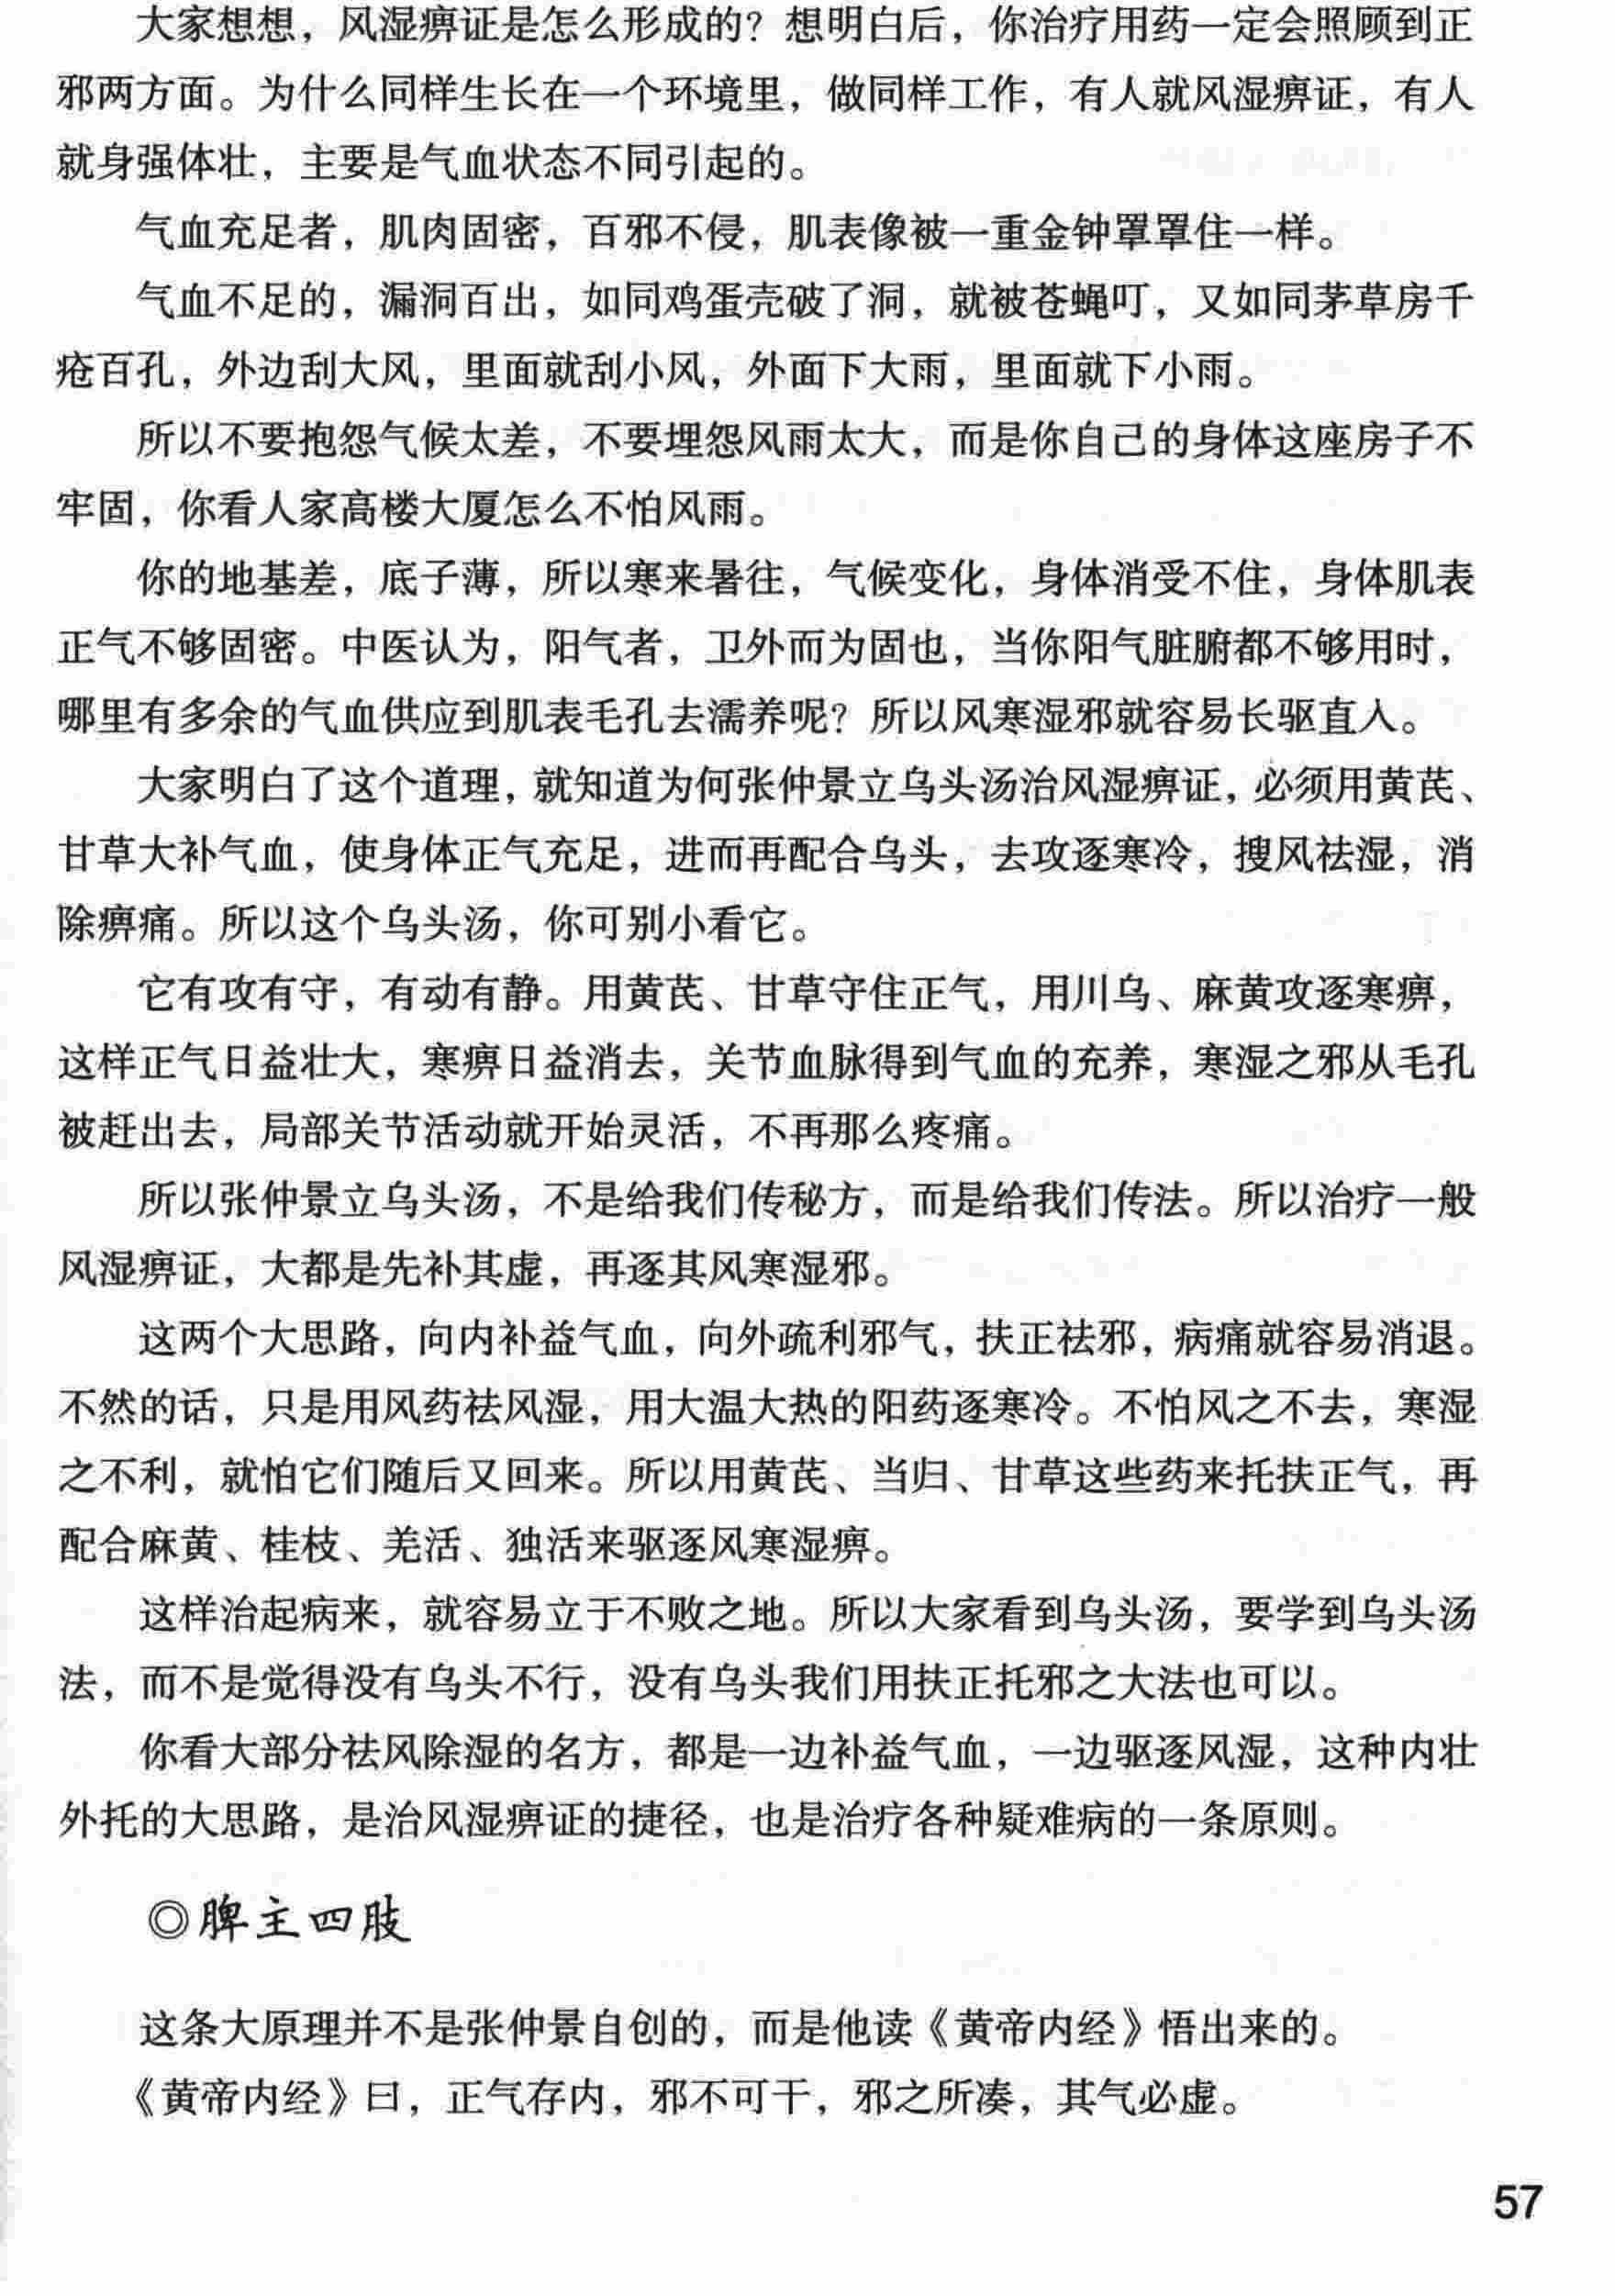 大家想想，风湿痹证是怎么形成的？想明白后，你治疗用药一定会照顾到正
邪两方面。为什么同样生长在一个环境里，做同样工作，有人就风湿痹证，有人
就身强体壮，主要是气血状态不同引起的。
气血充足者，肌肉固密，百邪不侵，肌表像被一重金钟罩罩住一样。
气血不足的，漏洞百出，如同鸡蛋壳破了洞，就被苍蝇叮，又如同茅草房千
疮百孔，外边刮大风，里面就刮小风，外面下大雨，里面就下小雨。
所以不要抱怨气候太差，不要埋怨风雨太大，而是你自己的身体这座房子不
牢固，你看人家高楼大厦怎么不怕风雨。
你的地基差，底子薄，所以寒来暑往，气候变化，身体消受不住，身体肌表
正气不够固密。中医认为，阳气者，卫外而为固也，当你阳气脏腑都不够用时，
哪里有多余的气血供应到肌表毛孔去濡养呢？所以风寒湿邪就容易长驱直入。
大家明白了这个道理，就知道为何张仲景立乌头汤治风湿痹证，必须用黄芪、
甘草大补气血，使身体正气充足，进而再配合乌头，去攻逐寒冷，搜风祛湿，消
除痹痛。所以这个乌头汤，你可别小看它。
它有攻有守，有动有静。用黄芪、甘草守住正气，用川乌、麻黄攻逐寒痹，
这样正气日益壮大，寒痹日益消去，关节血脉得到气血的充养，寒湿之邪从毛孔
被赶出去，局部关节活动就开始灵活，不再那么疼痛。
所以张仲景立乌头汤，不是给我们传秘方，而是给我们传法。所以治疗一般
风湿痹证，大都是先补其虚，再逐其风寒湿邪。
这两个大思路，向内补益气血，向外疏利邪气，扶正祛邪，病痛就容易消退。
不然的话，只是用风药祛风湿，用大温大热的阳药逐寒冷。不怕风之不去，寒湿
之不利，就怕它们随后又回来。所以用黄芪、当归、甘草这些药来托扶正气，再
配合麻黄、桂枝、羌活、独活来驱逐风寒湿痹。
这样治起病来，就容易立于不败之地。所以大家看到乌头汤，要学到乌头汤
法，而不是觉得没有乌头不行，没有乌头我们用扶正托邪之大法也可以。
你看大部分祛风除湿的名方，都是一边补益气血，一边驱逐风湿，这种内壮
外托的大思路，是治风湿痹证的捷径，也是治疗各种疑难病的一条原则。
◎脾主四肢
这条大原理并不是张仲景自创的，而是他读《黄帝内经》悟出来的。
《黄帝内经》曰，正气存内，邪不可干，邪之所凑，其气必虚。
57